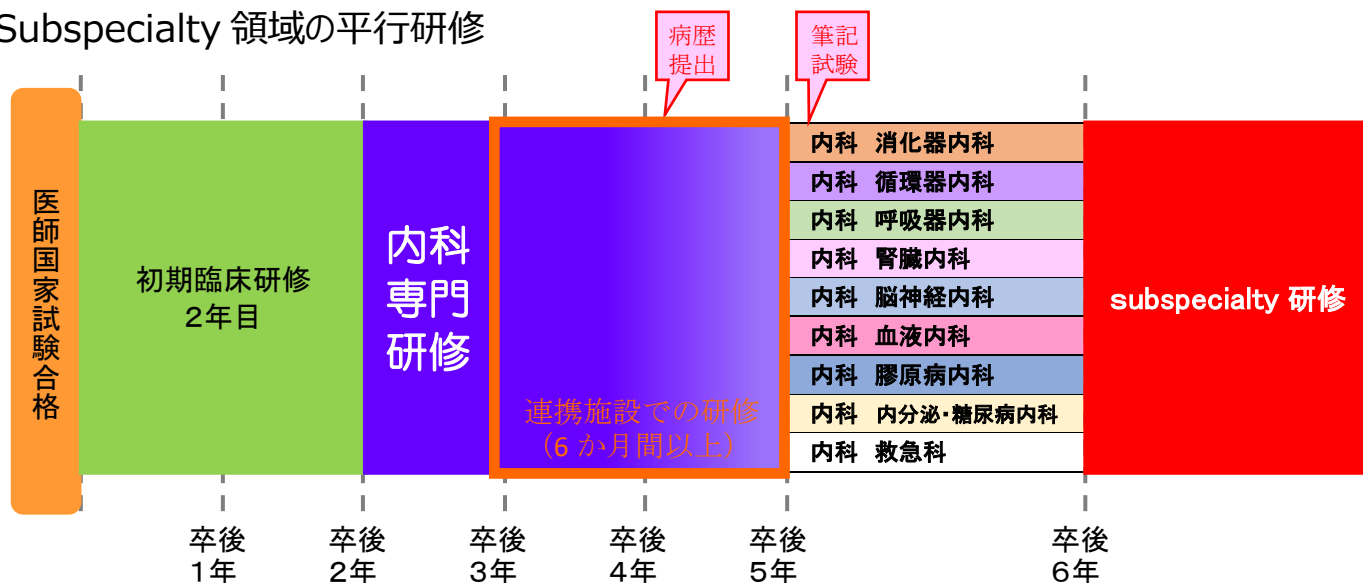 Subspecialty 領域の平行研修
病歴
提出
筆記
試験
医師国家試験合格
初期臨床研修
2年目
内科
専門
研修
連携施設での研修
(6 か月間以上)
内科 消化器内科
内科 循環器内科
内科 呼吸器内科
内科 腎臓内科
内科 脳神経内科
内科 血液内科
内科 膠原病内科
内科 内分泌・糖尿病内科
内科 救急科
subspecialty 研修
卒後
1年
卒後
2年
卒後
3年
卒後
4年
卒後
5年
卒後
6年